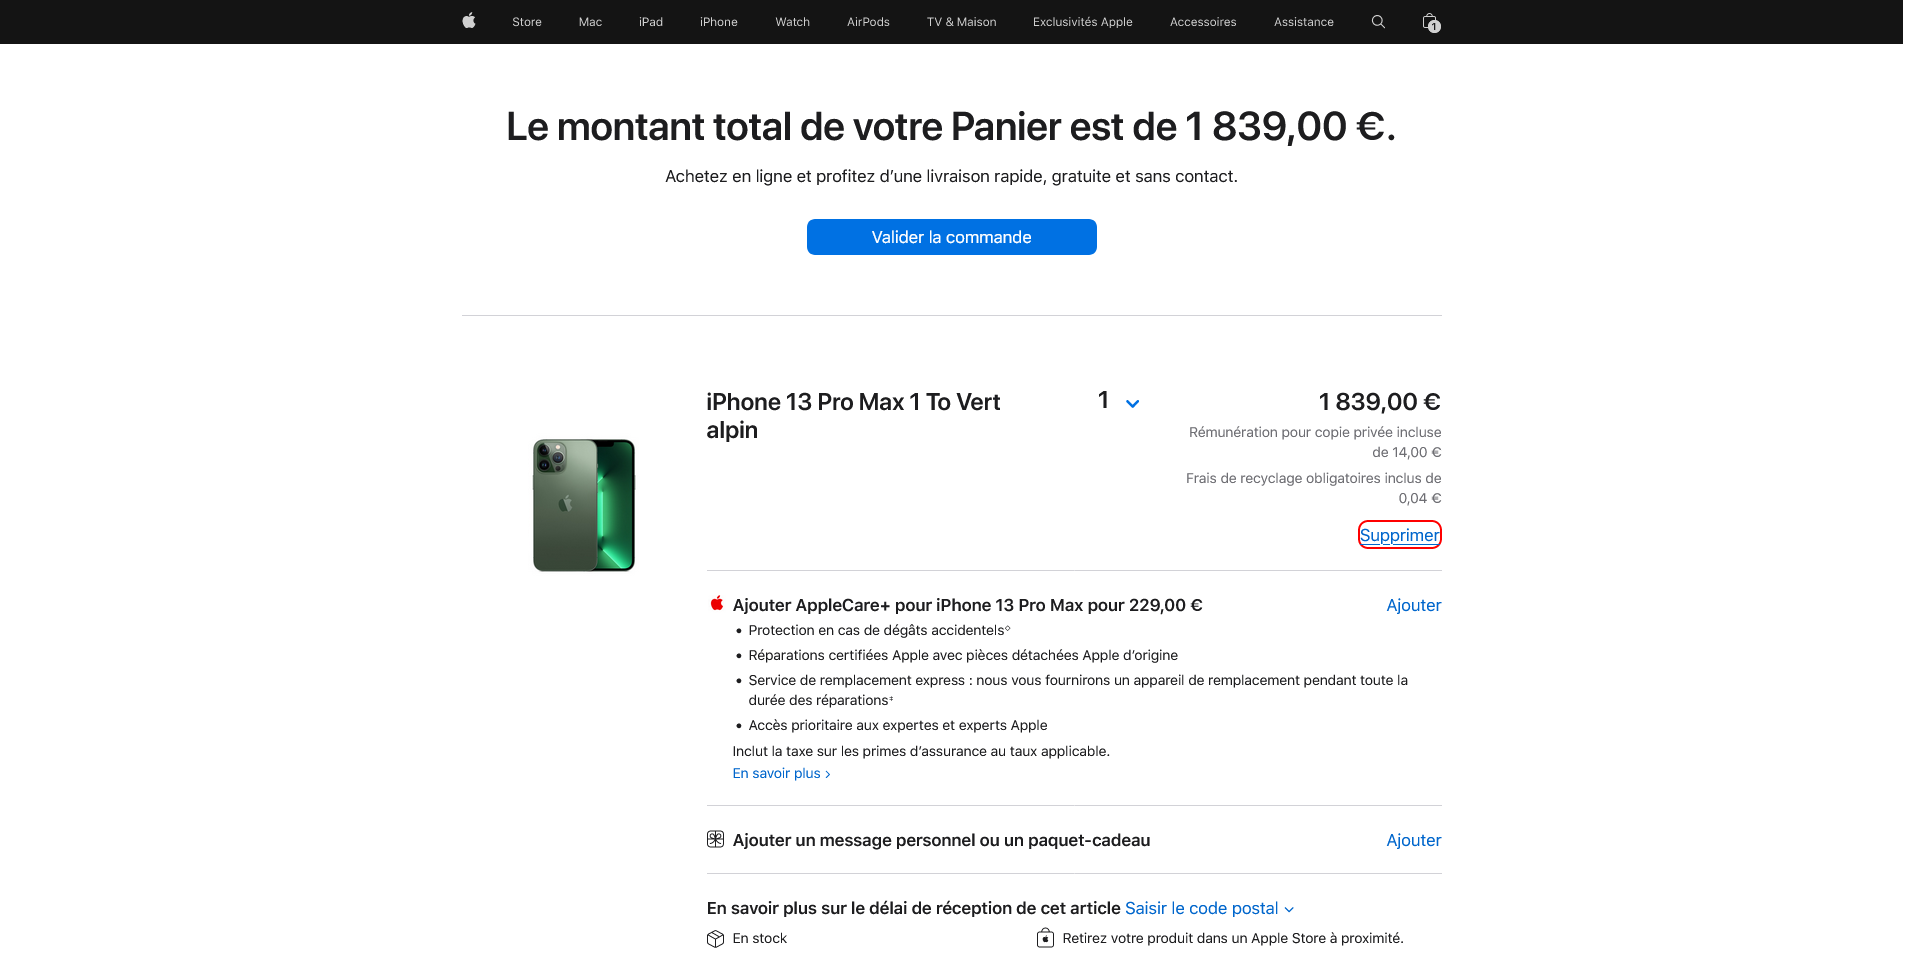 Store Mac iPad iPhone Watch AirPods TV & Maison Exclusivités Apple Accessoires Assistance 1
Le montant total de votre Panier est de 1 839,00 €.
Achetez en ligne et profitez d’une livraison rapide, gratuite et sans contact.
Valider la commande
iPhone 13 Pro Max 1 To Vert
alpin
1
1 839,00 €
Rémunération pour copie privée incluse
de 14,00 €
Frais de recyclage obligatoires inclus de
0,04 €
Supprimer
Ajouter AppleCare+ pour iPhone 13 Pro Max pour 229,00 €
Ajouter
• Protection en cas de dégâts accidentels◊
• Réparations certifiées Apple avec pièces détachées Apple d’origine
• Service de remplacement express : nous vous fournirons un appareil de remplacement pendant toute la
durée des réparations‡
• Accès prioritaire aux expertes et experts Apple
Inclut la taxe sur les primes d’assurance au taux applicable.
En savoir plus >
Ajouter un message personnel ou un paquet-cadeau
Ajouter
En savoir plus sur le délai de réception de cet article Saisir le code postal
En stock
Retirez votre produit dans un Apple Store à proximité.